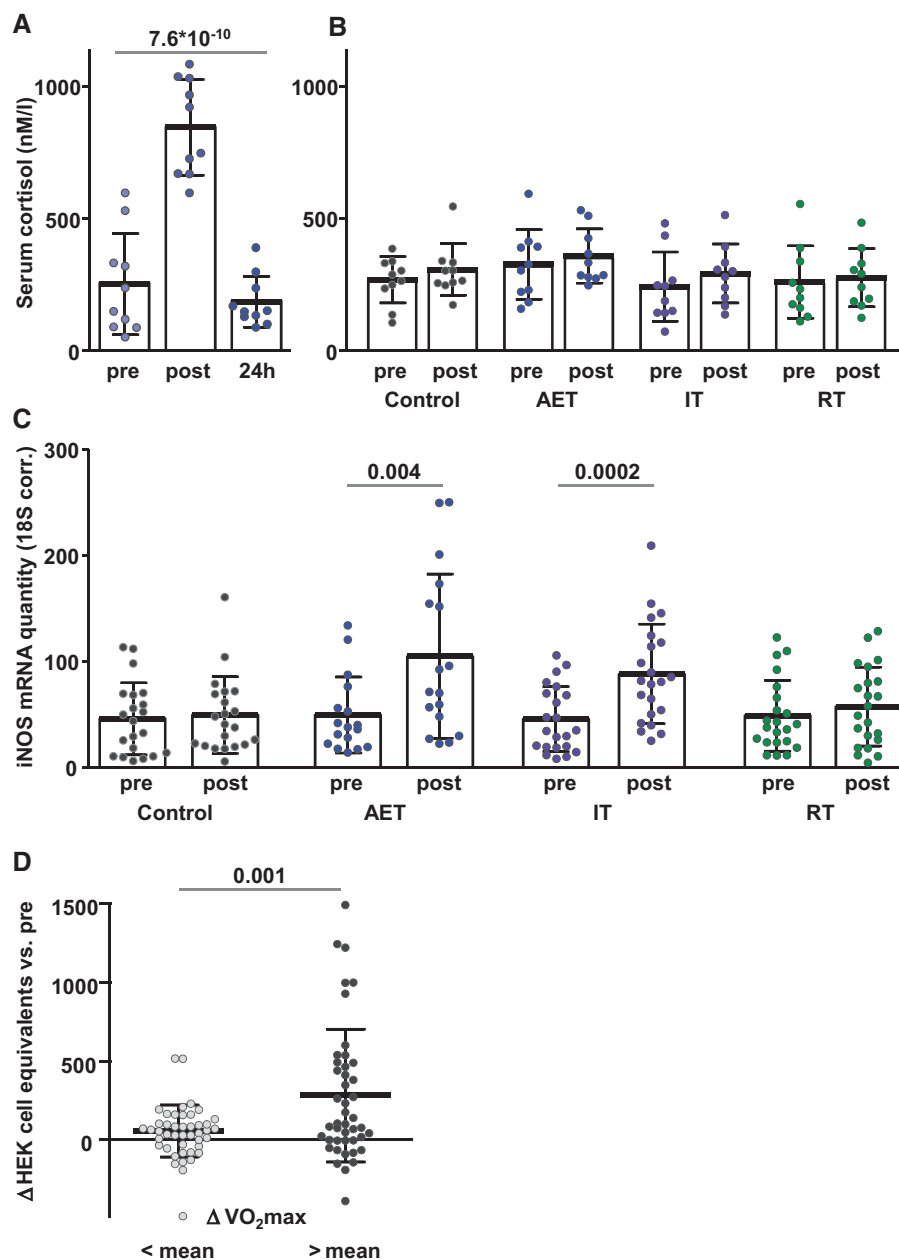 A
B
7.6*10-10
Serum cortisol (nM/l)
1000
500
0
pre post 24h
1000
500
0
pre post pre post pre post pre post
Control AET IT RT
C
iNOS mRNA quantity (18S corr.)
300
200
100
0
0.004
0.0002
pre post pre post pre post pre post
Control AET IT RT
D
0.001
ΔHEK cell equivalents vs. pre
1500
1000
500
0
Δ VO2max
< mean > mean